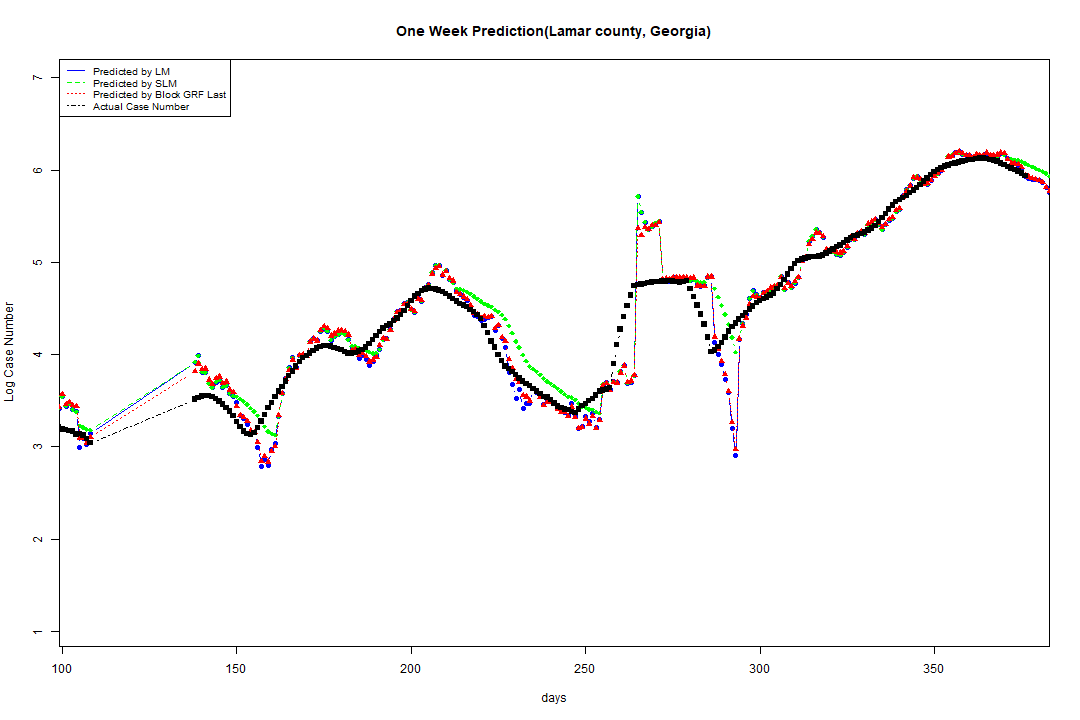 One Week Prediction(Lamar county, Georgia)
Predicted by LM
Predicted by SLM
Predicted by Block GRF Last
Actual Case Number
Log Case Number
7
6
5
4
3
2
1
100 150 200 250 300 350
days